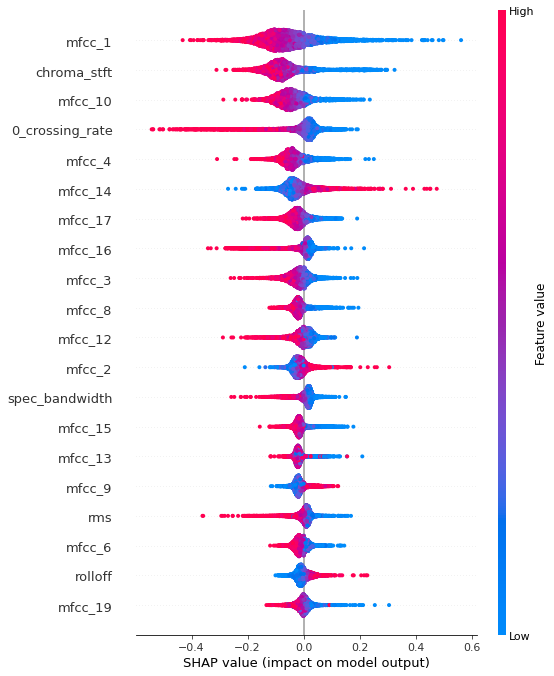 High
mfcc_1
chroma_stft
mfcc_10
0_crossing_rate
mfcc_4
mfcc_14
mfcc_17
mfcc_16
mfcc_3
mfcc_8
mfcc_12
mfcc_2
spec_bandwidth
mfcc_15
mfcc_13
mfcc_9
rms
mfcc_6
rolloff
mfcc_19
Feature value
Low
−0.4 −0.2 0.0 0.2 0.4 0.6
SHAP value (impact on model output)